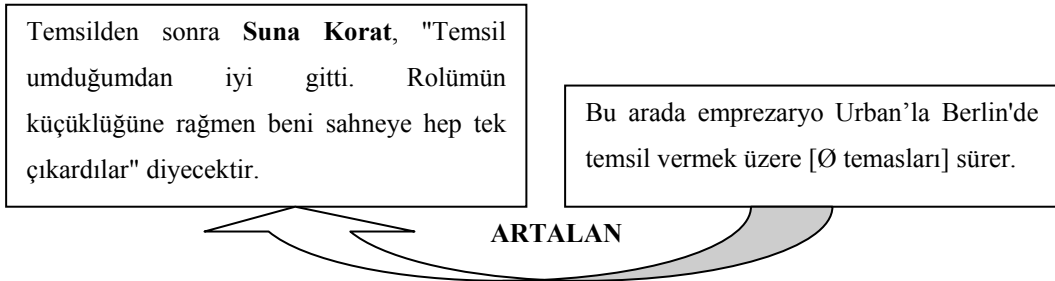 Temsilden sonra Suna Korat, "Temsil
umduğumdan iyi gitti. Rolümün
küçüklüğüne rağmen beni sahneye hep tek
çıkardılar" diyecektir.
Bu arada emprezaryo Urban’la Berlin'de
temsil vermek üzere [Ø temasları] sürer.
ARTALAN